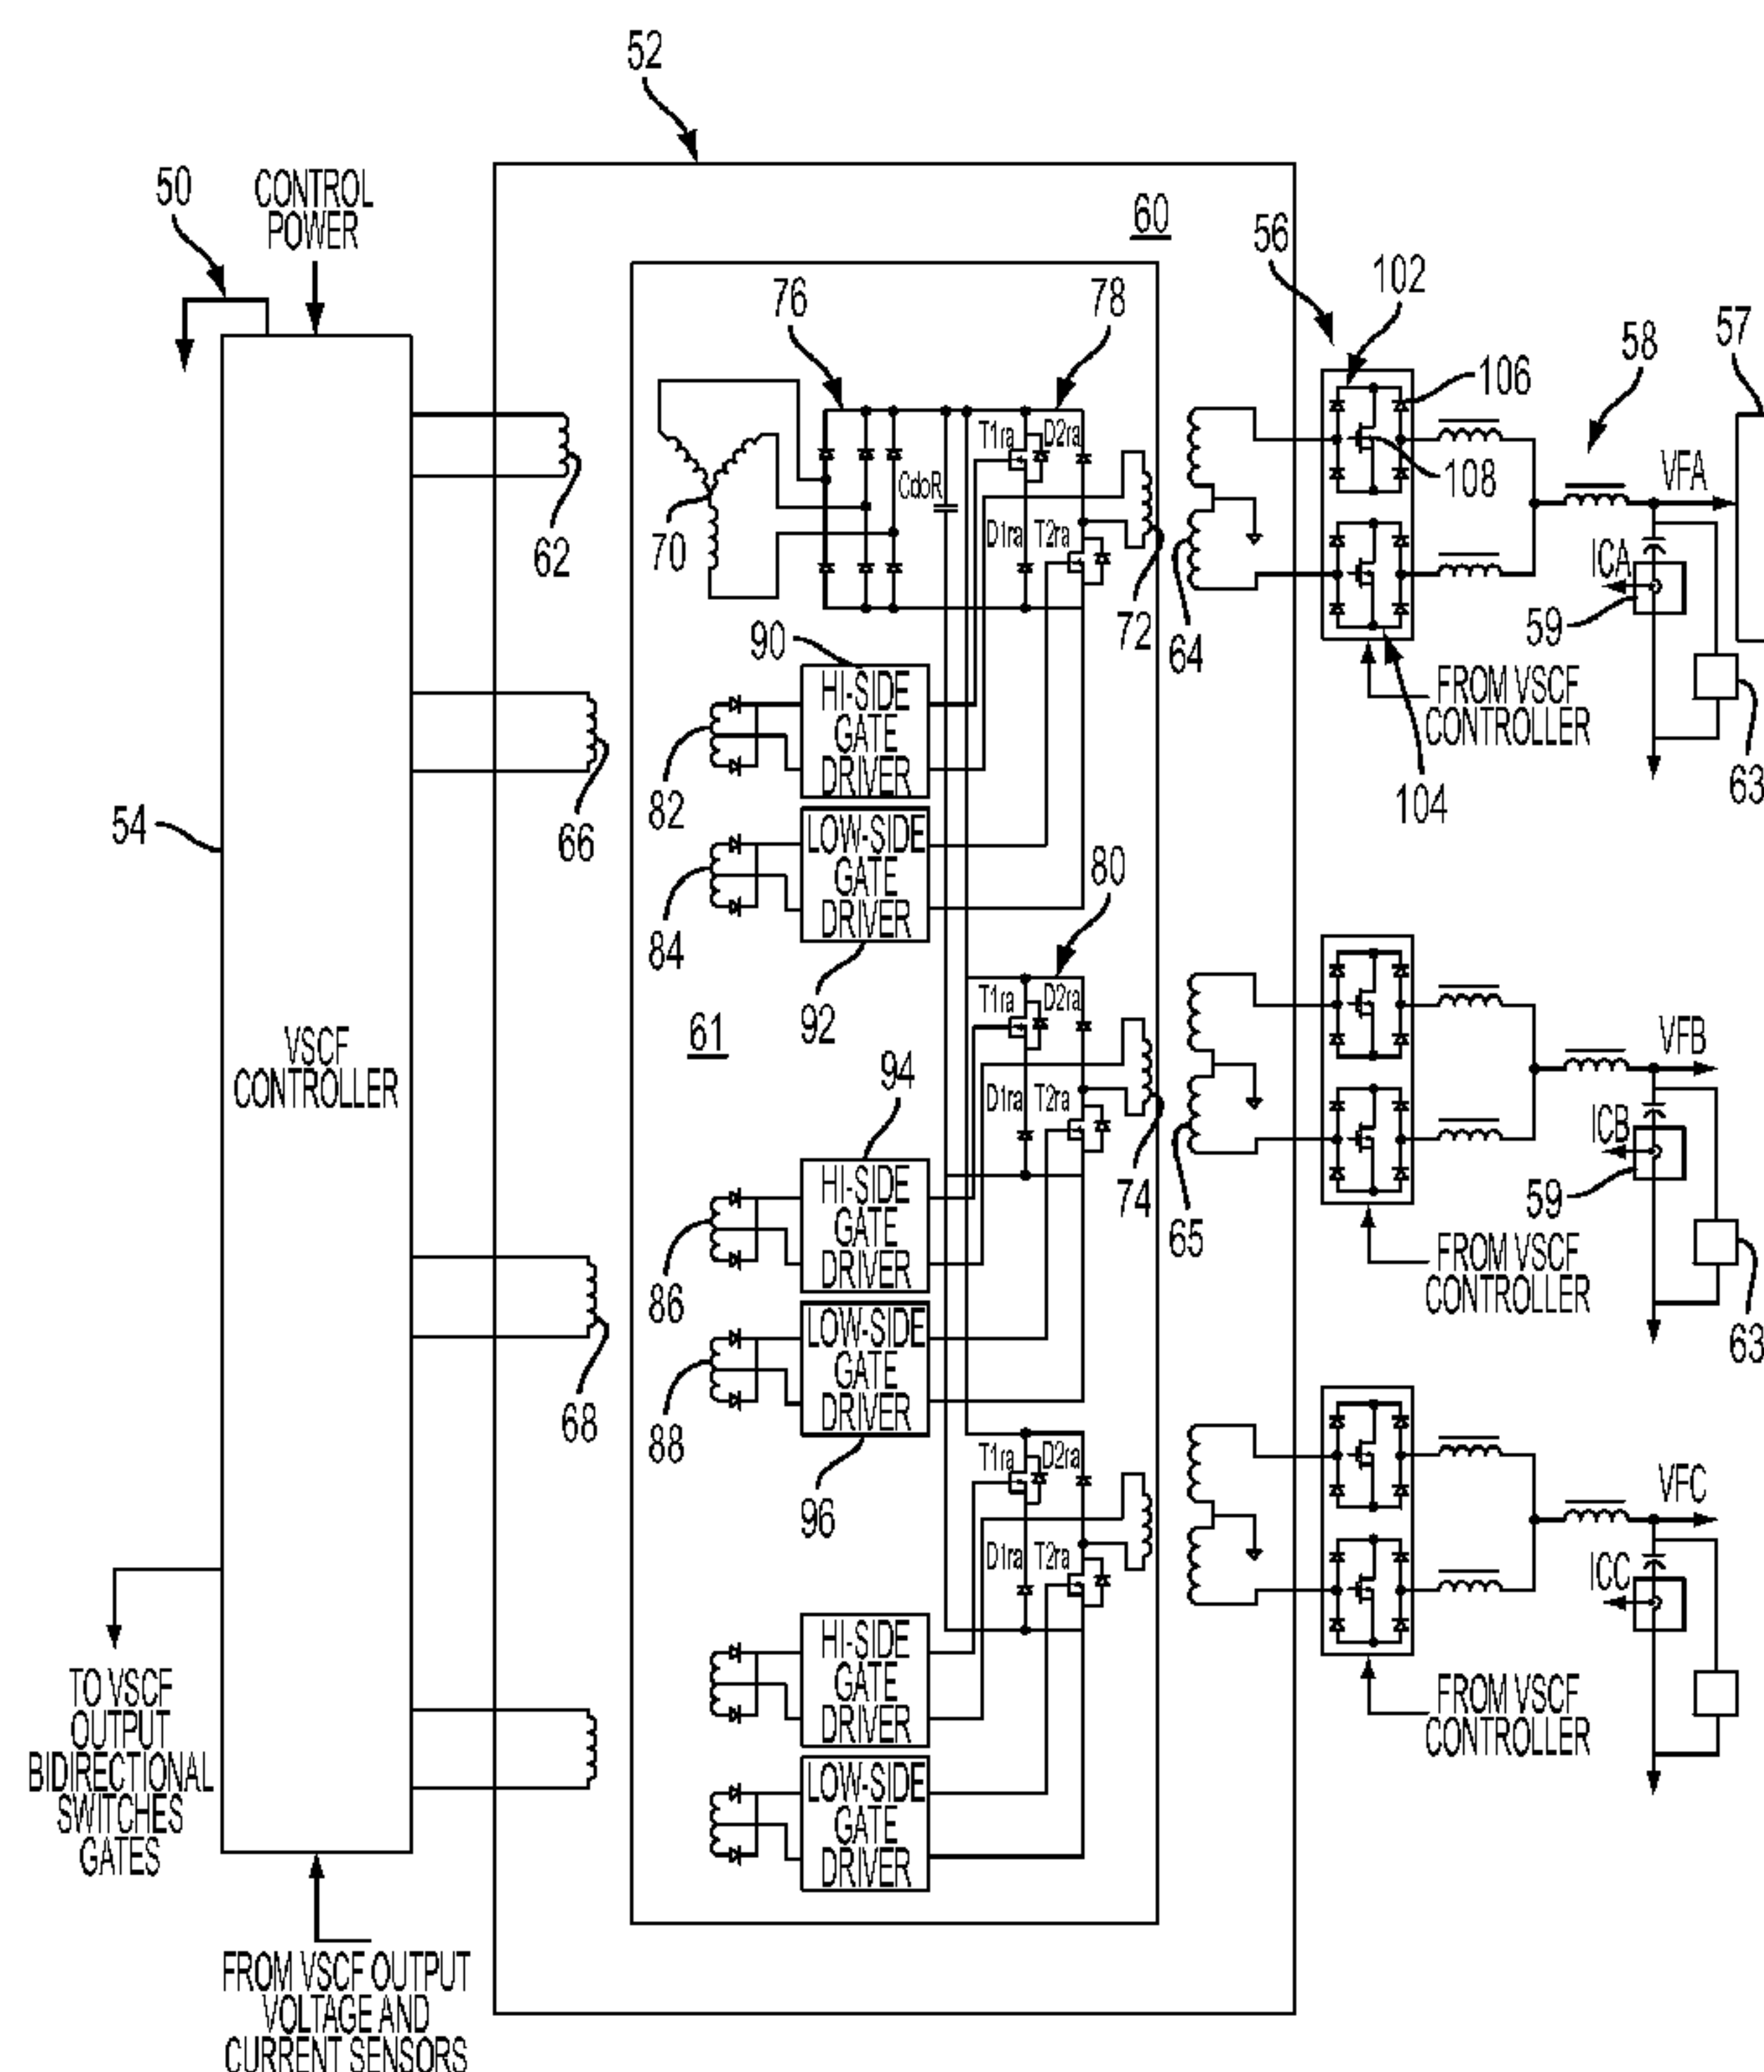 52
50
CONTROL
POWER
60
56
102
76
78
58
57
106
T1ra
D2ra
108
VFA
70
62
D1ra
T2ra
72
64
ICA
59
90
HI-SIDE
GATE
DRIVER
FROM VSCF
CONTROLLER
63
82
66
104
54
LOW-SIDE
GATE
DRIVER
80
84
92
61
T1ra
D2ra
VSCF
CONTROLLER
VFB
94
D1ra
T2ra
ICB
74
65
59
HI-SIDE
GATE
DRIVER
86
FROM VSCF
CONTROLLER
63
LOW-SIDE
GATE
DRIVER
68
88
96
T1ra
D2ra
VFC
D1ra
T2ra
ICC
HI-SIDE
GATE
DRIVER
FROM VSCF
CONTROLLER
TO VSCF
OUTPUT
BIDIRECTIONAL
SWITCHES
GATES
LOW-SIDE
GATE
DRIVER
FROM VSCF OUTPUT
VOLTAGE AND
CURRENT SENSORS